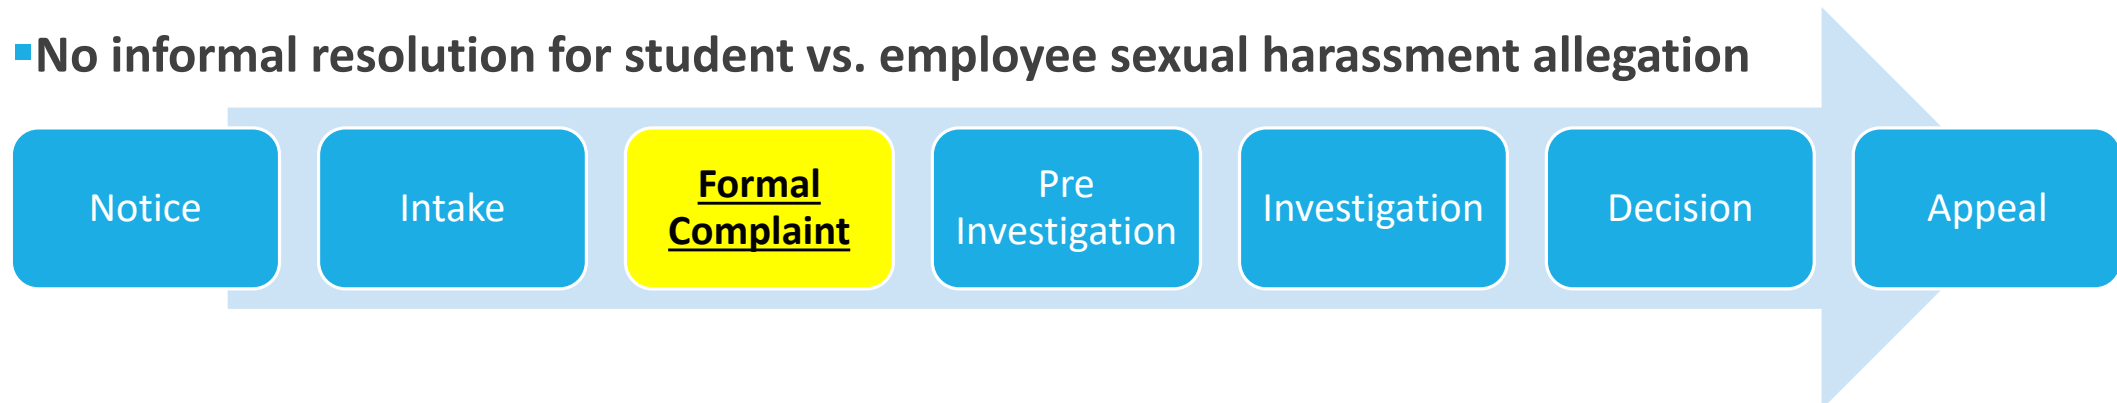 ▪No informal resolution for student vs. employee sexual harassment allegation
Notice
Intake
Formal
Complaint
Pre
Investigation
Investigation
Decision
Appeal